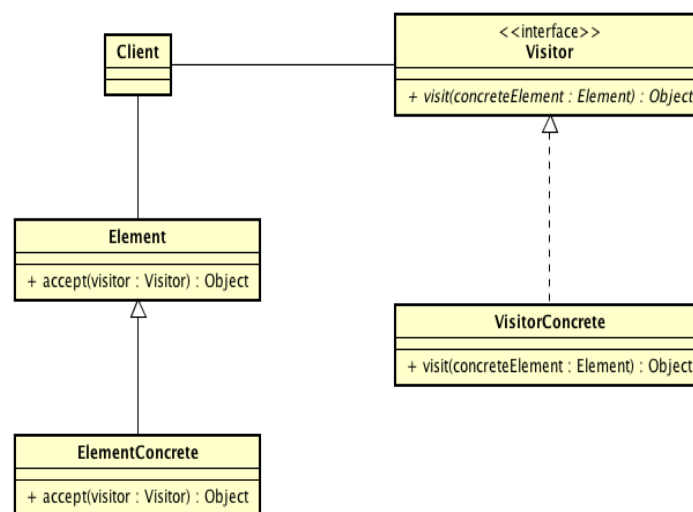 Client
<<interface>>
Visitor
+ visit(concreteElement : Element) : Object
Element
+ accept(visitor : Visitor) : Object
VisitorConcrete
+ visit(concreteElement : Element) : Object
ElementConcrete
+ accept(visitor : Visitor) : Object